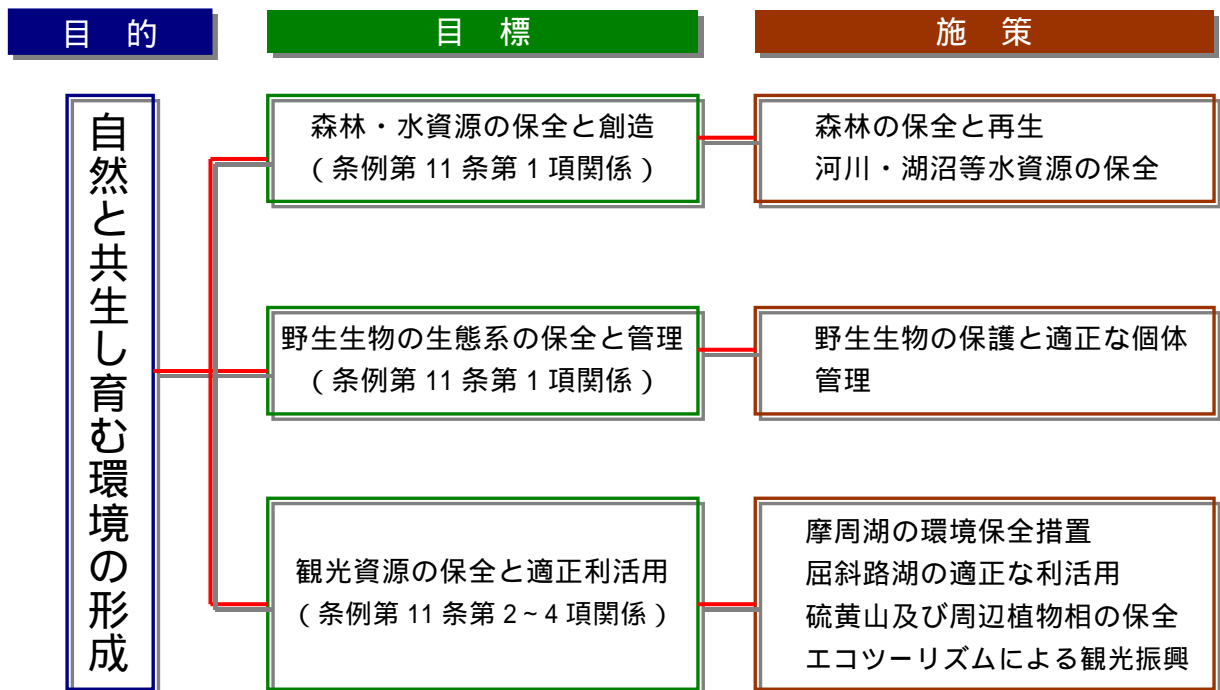 目 的
目 標
施 策
自然と共生し育む環境の形成
森林・水資源の保全と創造
(条例第11条第1項関係)
森林の保全と再生
河川・湖沼等水資源の保全
野生生物の生態系の保全と管理
(条例第11条第1項関係)
野生生物の保護と適正な個体
管理
観光資源の保全と適正利活用
(条例第11条第2~4項関係)
摩周湖の環境保全措置
屈斜路湖の適正な利活用
硫黄山及び周辺植物相の保全
エコツーリズムによる観光振興